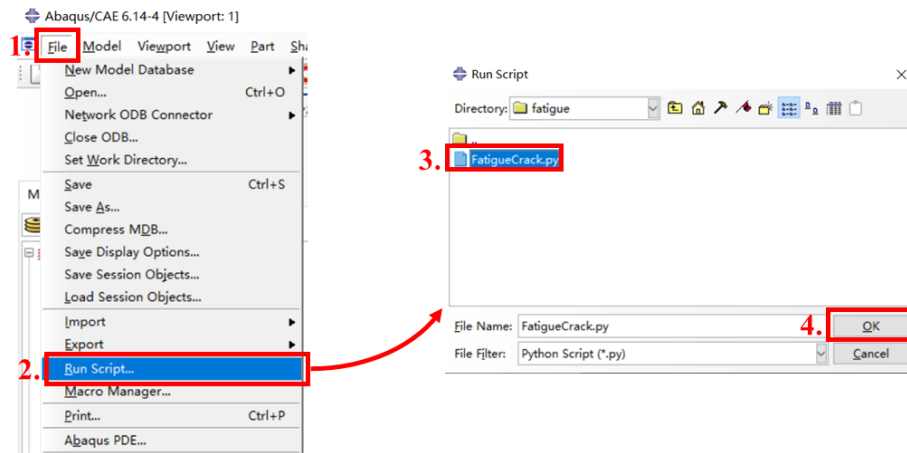 Abaqus/CAE 6.14-4 [Viewport: 1]
1. File Model Viewport View Part Sha
New Model Database
Open... Ctrl+O
Network ODB Connector
Close ODB...
Set Work Directory...
Save Ctrl+S
Save As...
Compress MDB...
Save Display Options...
Save Session Objects...
Load Session Objects...
Import
Export
2. Run Script...
Macro Manager...
Print... Ctrl+P
Abaqus PDE...
M
Run Script
Directory: fatigue
..
3. FatigueCrack.py
File Name: FatigueCrack.py 4. OK
File Filter: Python Script (*.py) Cancel